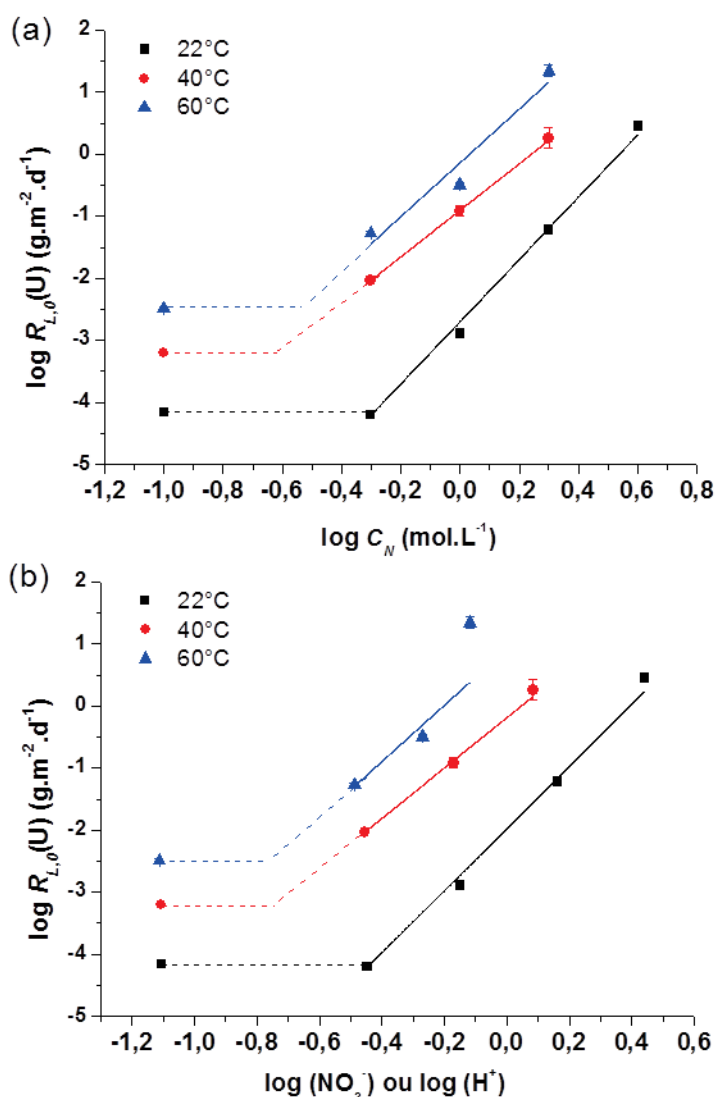 (a)
22°C
40°C
60°C
2
1
0
-1
-2
-3
-4
-5
log R_{L,0}(U) (g.m⁻².d⁻¹)
-1,2 -1,0 -0,8 -0,6 -0,4 -0,2 0,0 0,2 0,4 0,6 0,8
log C_N (mol.L⁻¹)
(b)
22°C
40°C
60°C
2
1
0
-1
-2
-3
-4
-5
log R_{L,0}(U) (g.m⁻².d⁻¹)
-1,2 -1,0 -0,8 -0,6 -0,4 -0,2 0,0 0,2 0,4 0,6
log (NO₃⁻) ou log (H⁺)